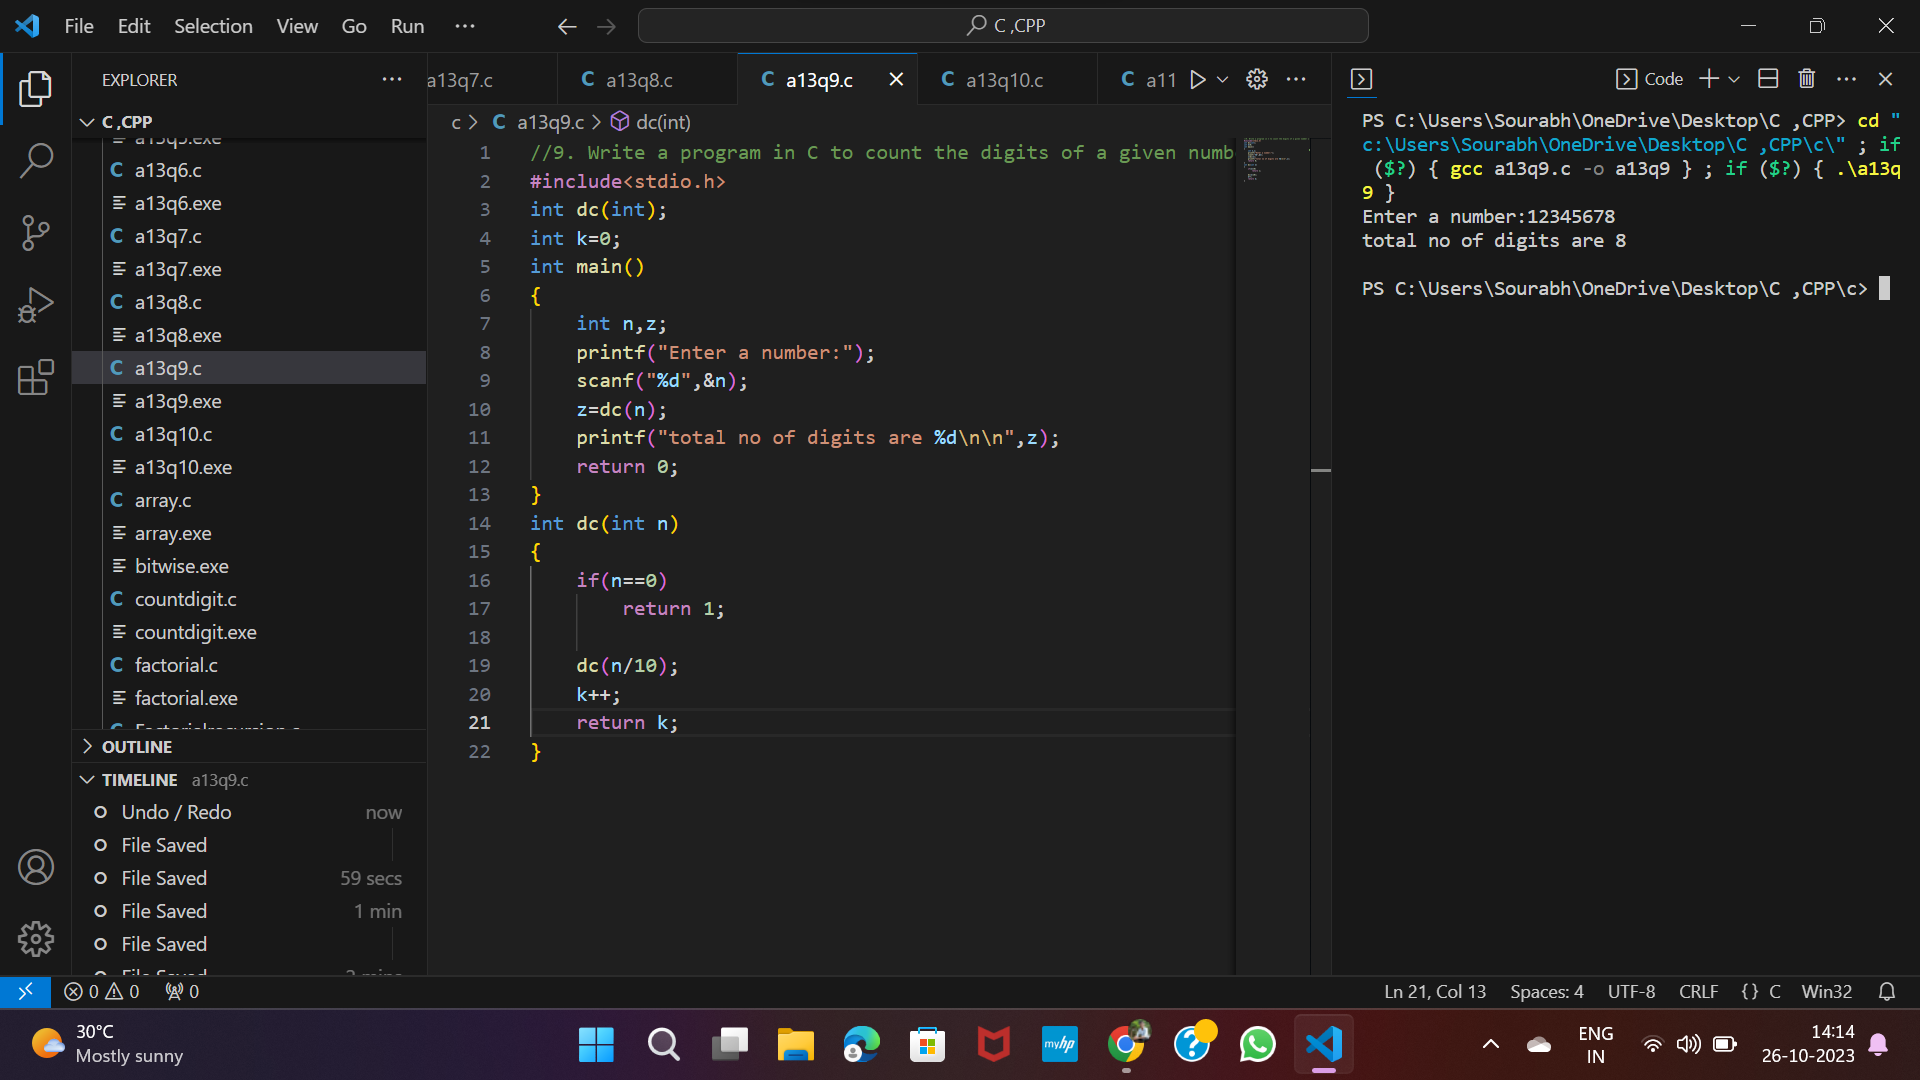 File Edit Selection View Go Run ··· C ,CPP
EXPLORER ···
C ,CPP
a13q5.exe
a13q6.c
a13q6.exe
a13q7.c
a13q7.exe
a13q8.c
a13q8.exe
a13q9.c
a13q9.exe
a13q10.c
a13q10.exe
array.c
array.exe
bitwise.exe
countdigit.c
countdigit.exe
factorial.c
factorial.exe
OUTLINE
TIMELINE a13q9.c
Undo / Redo now
File Saved
File Saved 59 secs
File Saved 1 min
File Saved
File Saved 2 mins
a13q7.c C a13q8.c C a13q9.c C a13q10.c C a11
c > C a13q9.c > dc(int)
1 //9. Write a program in C to count the digits of a given numb
2 #include<stdio.h>
3 int dc(int);
4 int k=0;
5 int main()
6 {
7 int n,z;
8 printf("Enter a number:");
9 scanf("%d",&n);
10 z=dc(n);
11 printf("total no of digits are %d\n\n",z);
12 return 0;
13 }
14 int dc(int n)
15 {
16 if(n==0)
17 return 1;
18
19 dc(n/10);
20 k++;
21 return k;
22 }
Code
PS C:\Users\Sourabh\OneDrive\Desktop\C ,CPP> cd "
c:\Users\Sourabh\OneDrive\Desktop\C ,CPP\c\" ; if
($?) { gcc a13q9.c -o a13q9 } ; if ($?) { .\a13q
9 }
Enter a number:12345678
total no of digits are 8
PS C:\Users\Sourabh\OneDrive\Desktop\C ,CPP\c>
0 0 0 Ln 21, Col 13 Spaces: 4 UTF-8 CRLF {} C Win32
30°C
Mostly sunny
myhp
ENG
IN
14:14
26-10-2023